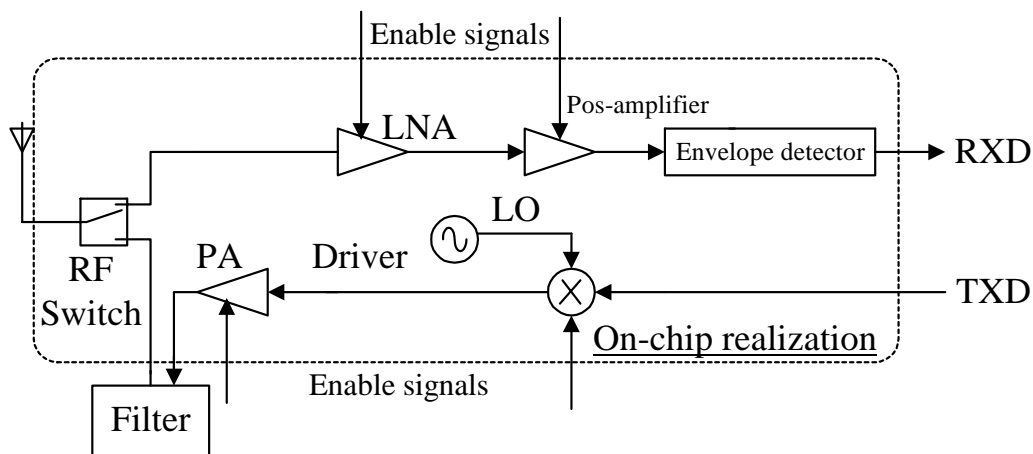 Enable signals
Pos-amplifier
LNA
Envelope detector
RXD
LO
RF
Switch
PA
Driver
TXD
On-chip realization
Enable signals
Filter